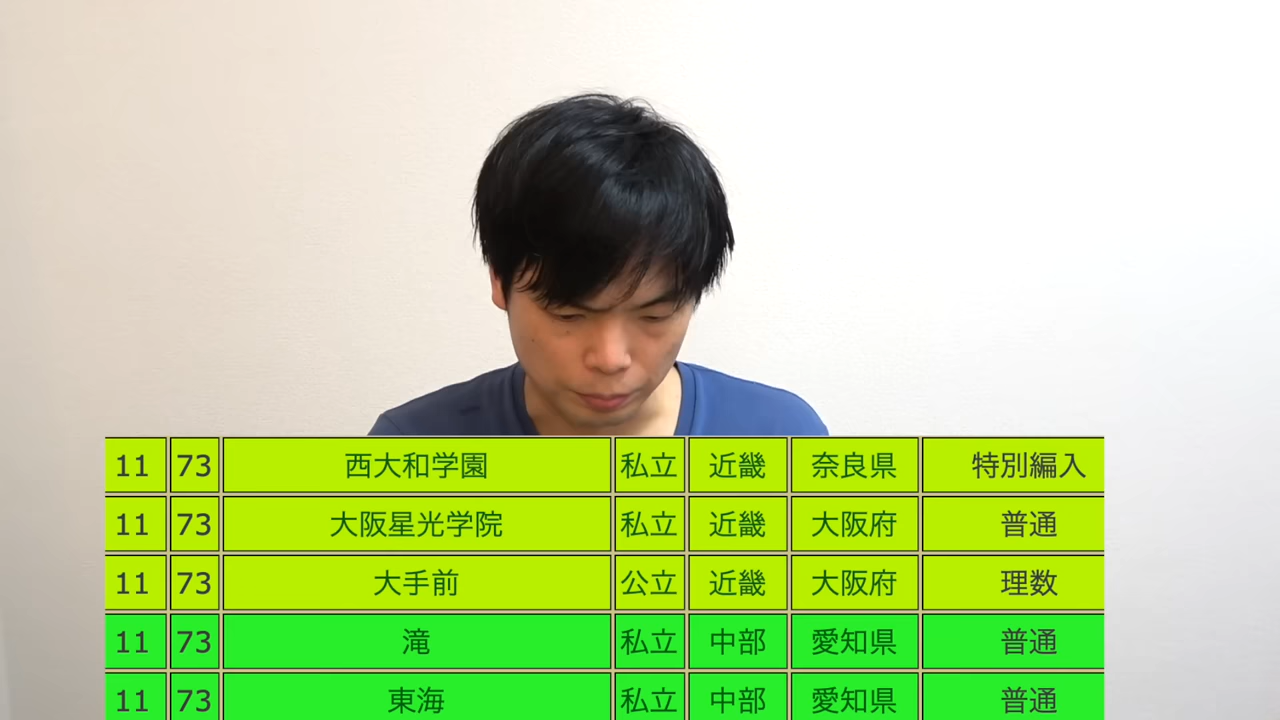 11 73 西大和学園 私立 近畿 奈良県 特別編入
11 73 大阪星光学院 私立 近畿 大阪府 普通
11 73 大手前 公立 近畿 大阪府 理数
11 73 滝 私立 中部 愛知県 普通
11 73 東海 私立 中部 愛知県 普通